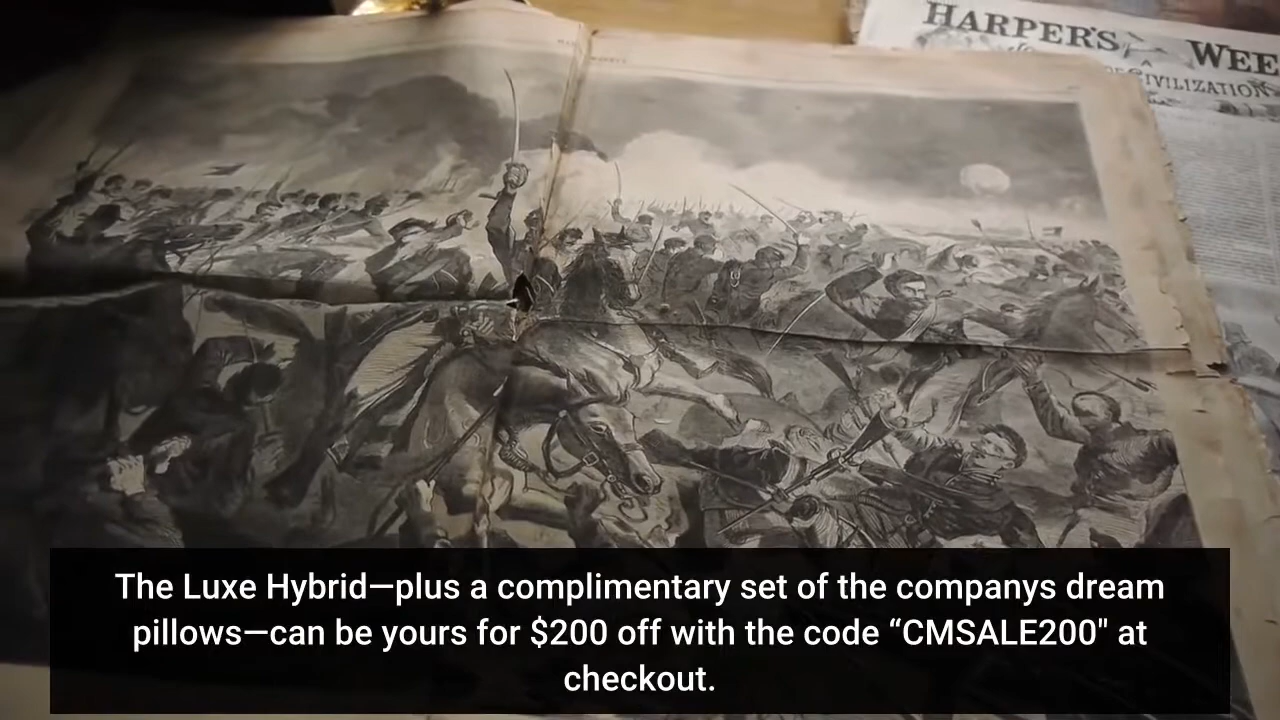 HARPER'S WEE
CIVILIZATION
The Luxe Hybrid—plus a complimentary set of the companys dream
pillows—can be yours for $200 off with the code “CMSALE200" at
checkout.